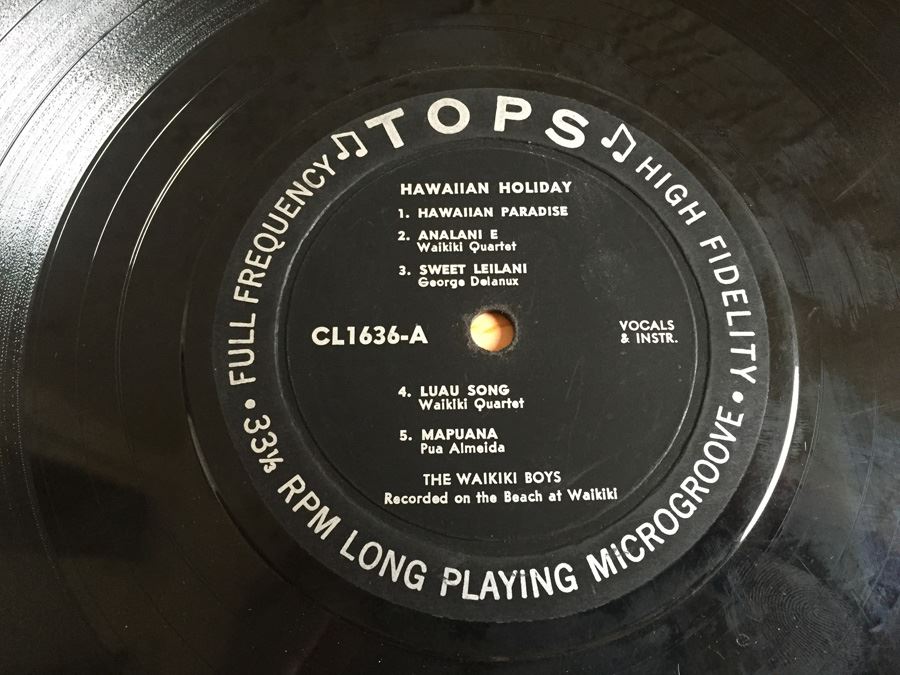 TOPS
FULL FREQUENCY
HIGH FIDELITY
HAWAIIAN HOLIDAY
1. HAWAIIAN PARADISE
2. ANALANI E
Waikiki Quartet
3. SWEET LEILANI
George Delanux
CL1636-A
VOCALS
& INSTR.
4. LUAU SONG
Waikiki Quartet
5. MAPUANA
Pua Almeida
THE WAIKIKI BOYS
Recorded on the Beach at Waikiki
• 33⅓ RPM LONG PLAYING MICROGROOVE •